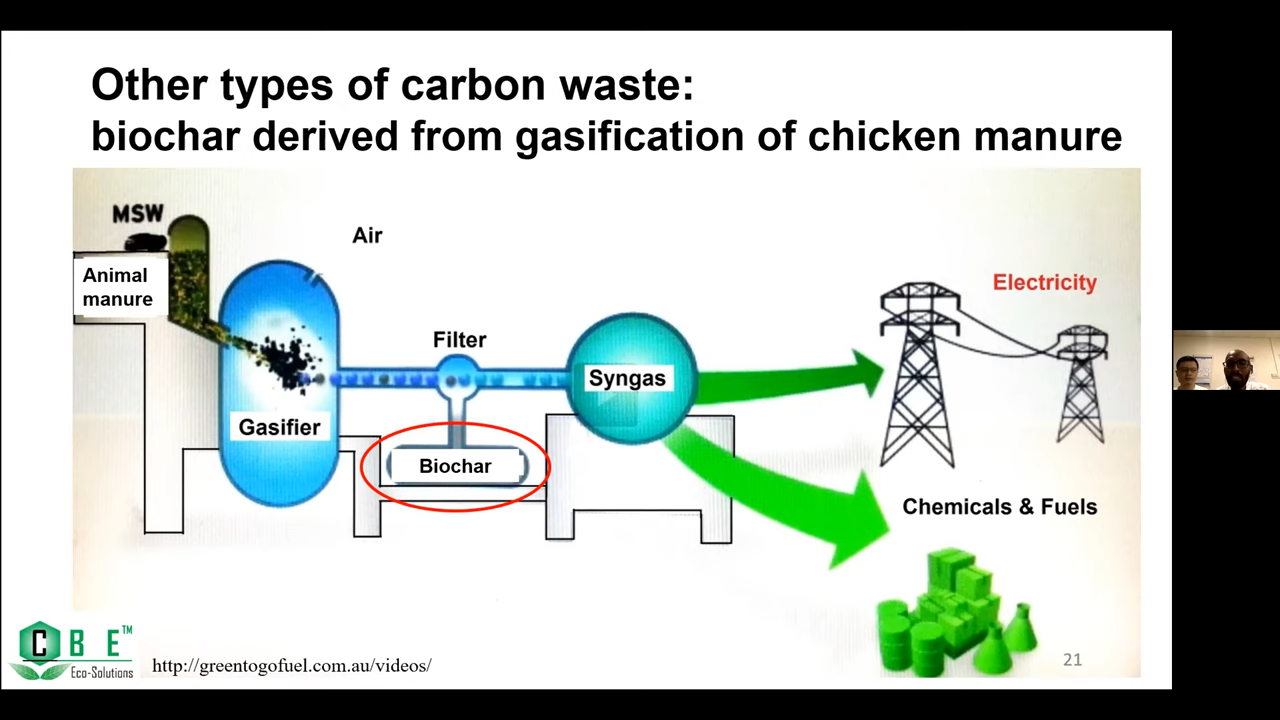 Other types of carbon waste:
biochar derived from gasification of chicken manure
MSW
Air
Animal
manure
Electricity
Filter
Syngas
Gasifier
Biochar
Chemicals & Fuels
CBE™
Eco-Solutions
http://greentogofuel.com.au/videos/
21